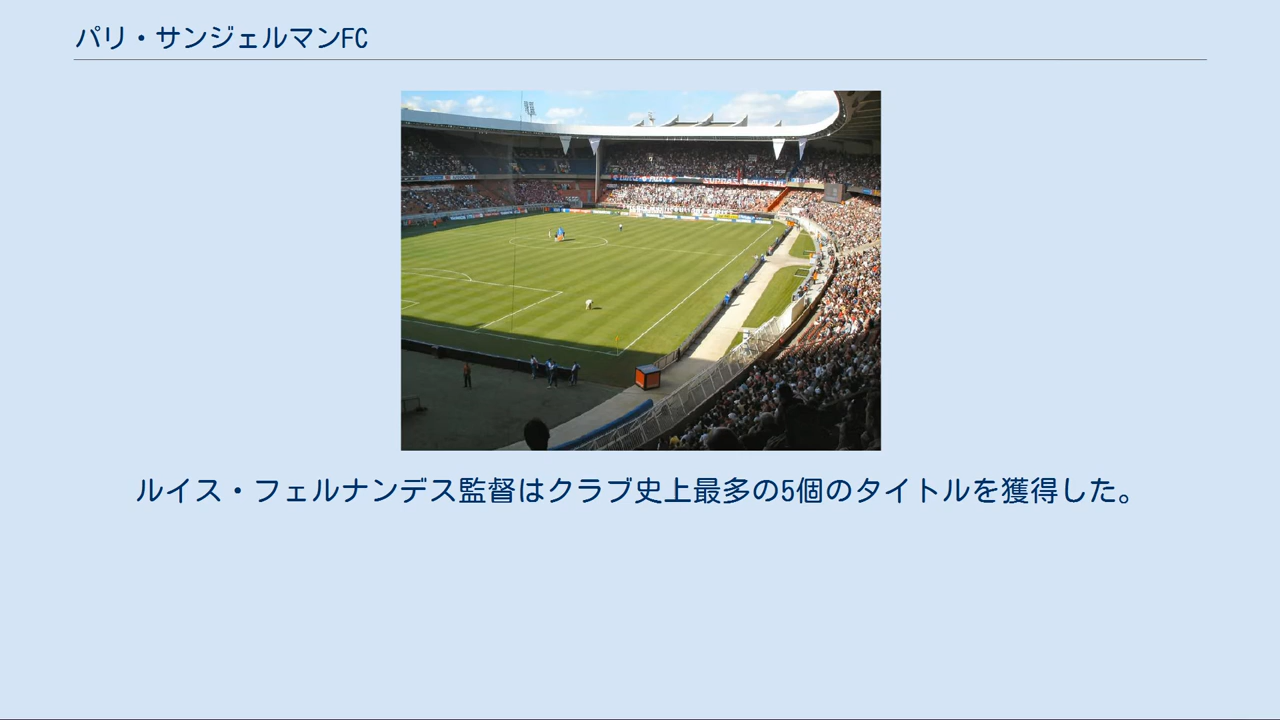 パリ・サンジェルマンFC
ルイス・フェルナンデス監督はクラブ史上最多の5個のタイトルを獲得した。